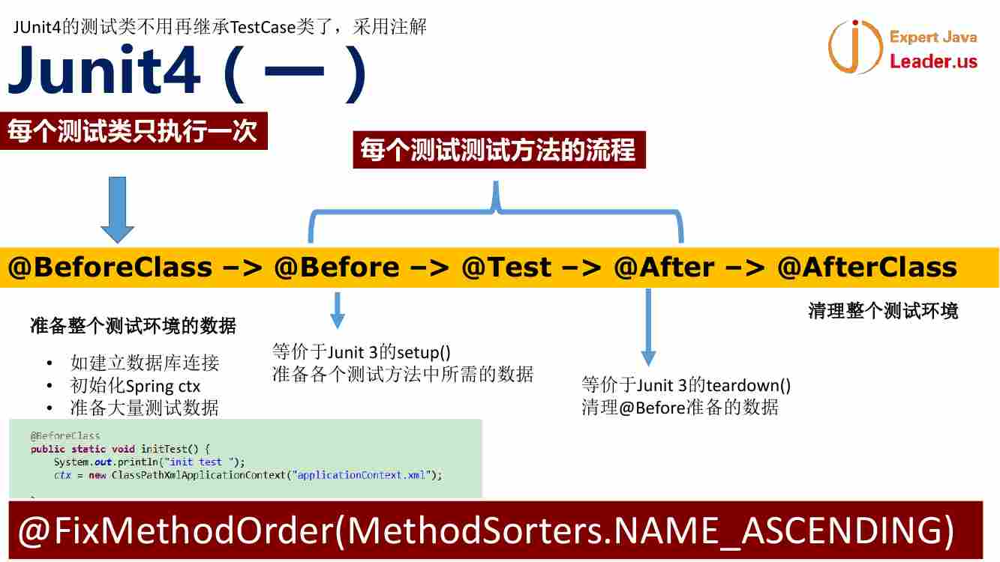 JUnit4的测试类不用再继承TestCase类了，采用注解
Junit4（一）
Expert Java
Leader.us
每个测试类只执行一次
每个测试测试方法的流程
@BeforeClass –> @Before –> @Test –> @After –> @AfterClass
准备整个测试环境的数据
• 如建立数据库连接
• 初始化Spring ctx
• 准备大量测试数据
等价于Junit 3的setup()
准备各个测试方法中所需的数据
等价于Junit 3的teardown()
清理@Before准备的数据
清理整个测试环境
@BeforeClass
public static void initTest() {
System.out.println("init test ");
ctx = new ClassPathXmlApplicationContext("applicationContext.xml");
@FixMethodOrder(MethodSorters.NAME_ASCENDING)